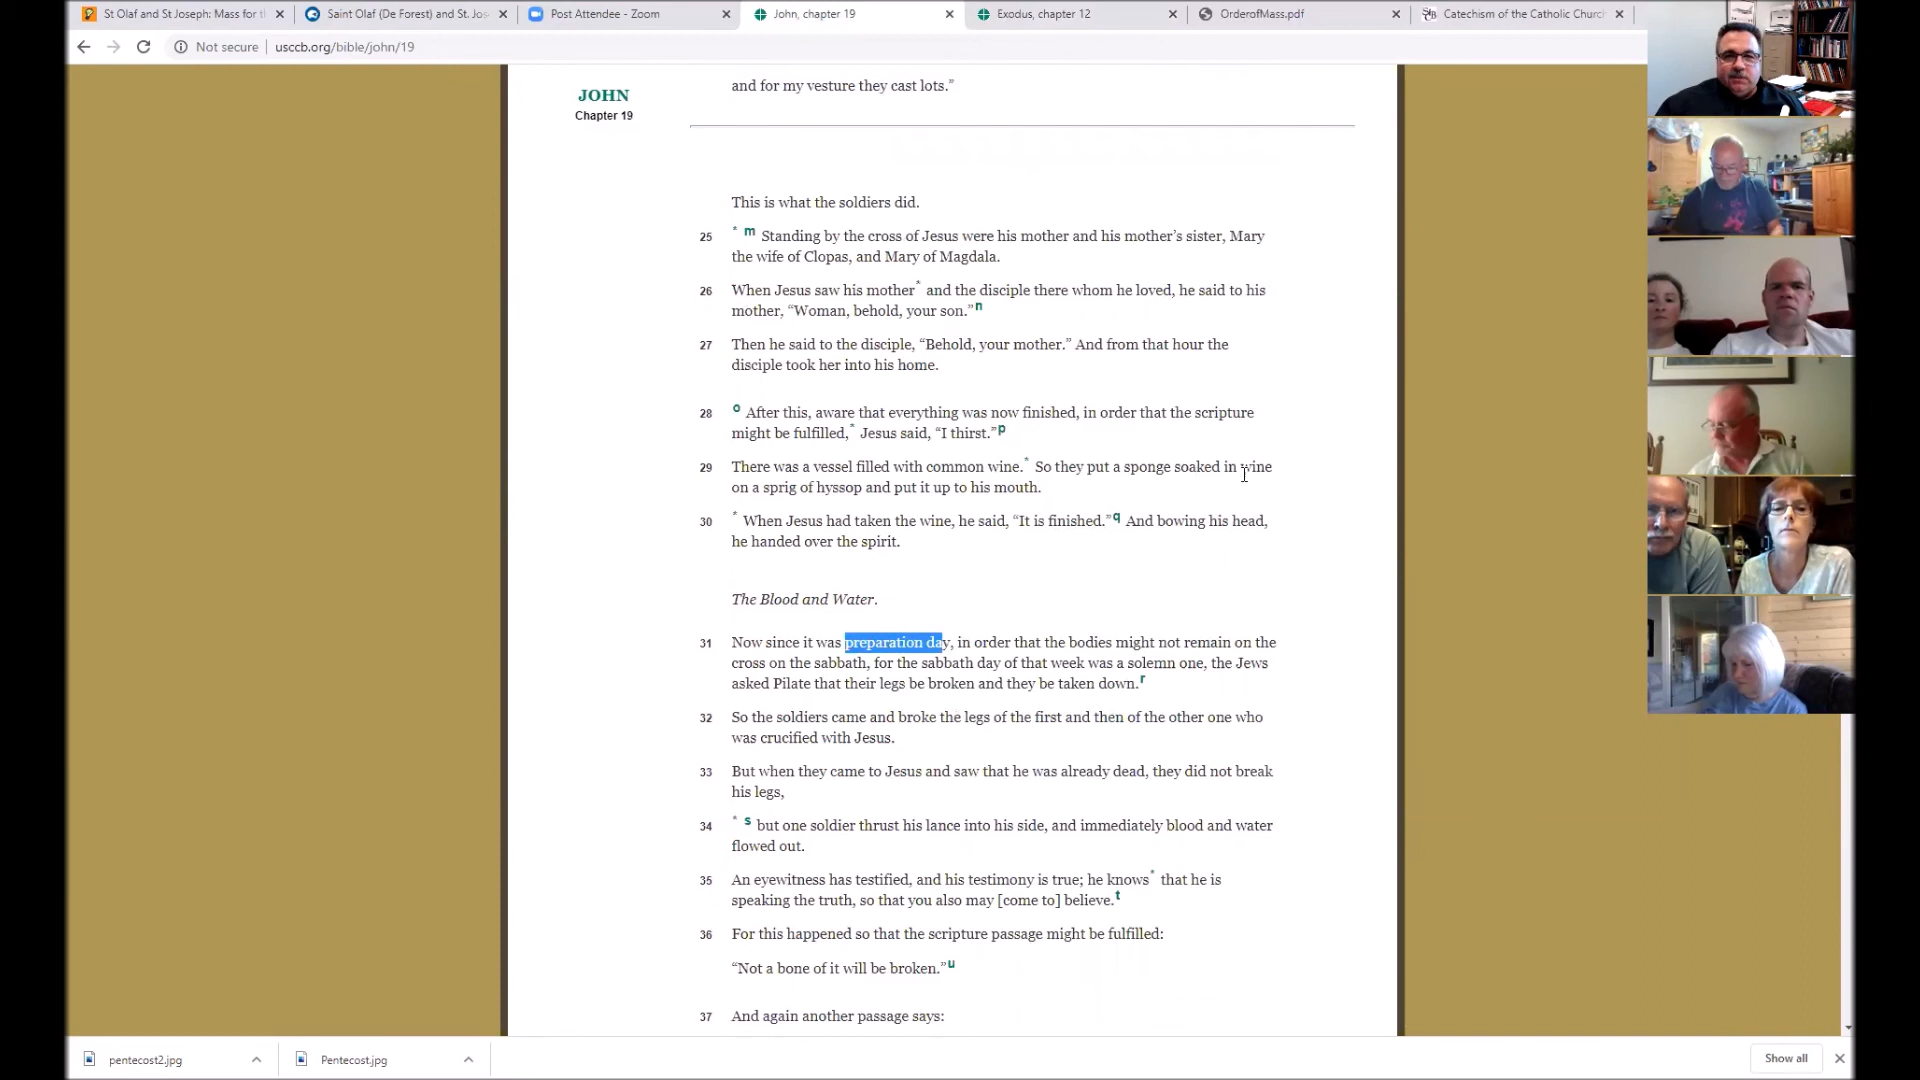 St Olaf and St Joseph: Mass for t
Saint Olaf (De Forest) and St. Jos
Post Attendee - Zoom
John, chapter 19
Exodus, chapter 12
OrderofMass.pdf
Catechism of the Catholic Church
Not secure | usccb.org/bible/john/19
and for my vesture they cast lots.”
JOHN
Chapter 19
This is what the soldiers did.
25 * m Standing by the cross of Jesus were his mother and his mother’s sister, Mary
the wife of Clopas, and Mary of Magdala.
26 When Jesus saw his mother* and the disciple there whom he loved, he said to his
mother, “Woman, behold, your son.”n
27 Then he said to the disciple, “Behold, your mother.” And from that hour the
disciple took her into his home.
28 o After this, aware that everything was now finished, in order that the scripture
might be fulfilled,* Jesus said, “I thirst.”p
29 There was a vessel filled with common wine.* So they put a sponge soaked in wine
on a sprig of hyssop and put it up to his mouth.
30 * When Jesus had taken the wine, he said, “It is finished.”q And bowing his head,
he handed over the spirit.
The Blood and Water.
31 Now since it was preparation day, in order that the bodies might not remain on the
cross on the sabbath, for the sabbath day of that week was a solemn one, the Jews
asked Pilate that their legs be broken and they be taken down.r
32 So the soldiers came and broke the legs of the first and then of the other one who
was crucified with Jesus.
33 But when they came to Jesus and saw that he was already dead, they did not break
his legs,
34 * s but one soldier thrust his lance into his side, and immediately blood and water
flowed out.
35 An eyewitness has testified, and his testimony is true; he knows* that he is
speaking the truth, so that you also may [come to] believe.t
36 For this happened so that the scripture passage might be fulfilled:
“Not a bone of it will be broken.”u
37 And again another passage says:
pentecost2.jpg
Pentecost.jpg
Show all